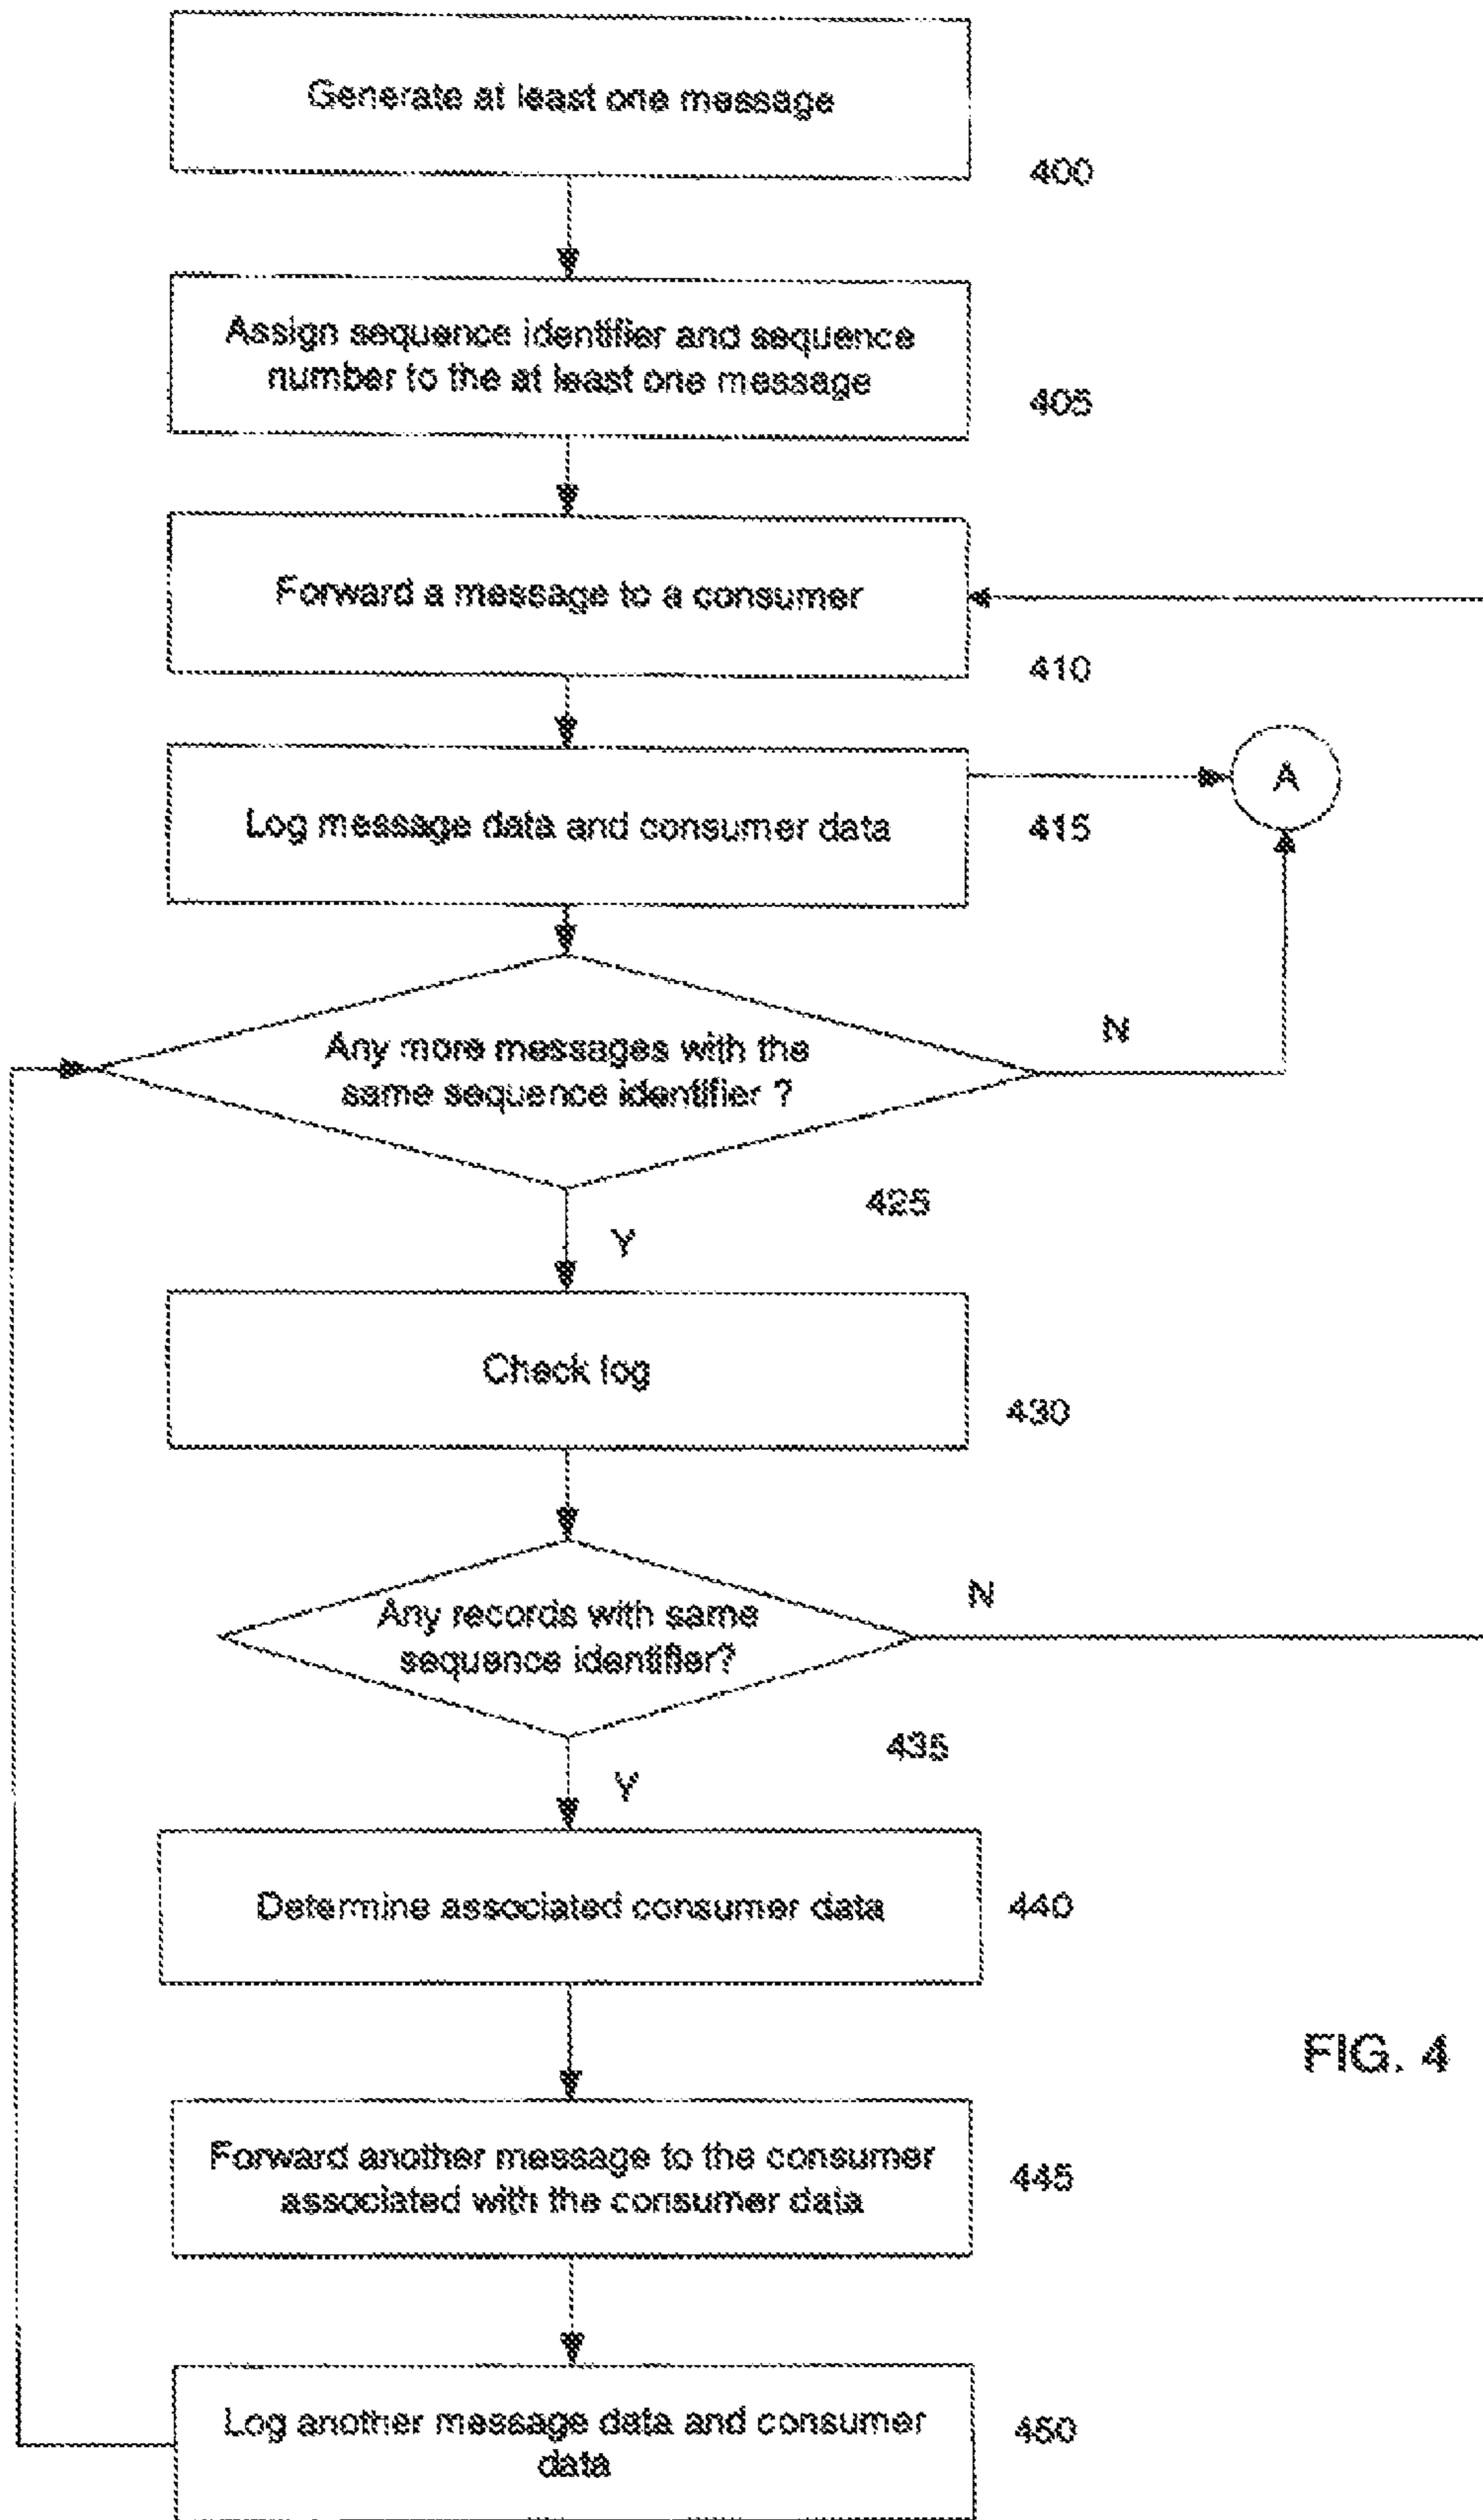 Generate at least one message
400
Assign sequence identifier and sequence
number to the at least one message
405
Forward a message to a consumer
410
A
Log message data and consumer data
415
N
Any more messages with the
same sequence identifier ?
425
Y
Check log
430
N
Any records with same
sequence identifier?
435
Y
Determine associated consumer data
440
FIG. 4
Forward another message to the consumer
associated with the consumer data
445
Log another message data and consumer
data
450